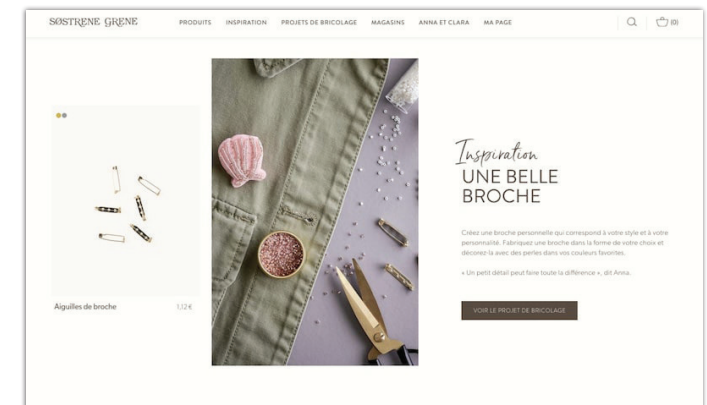 SØSTRENE GRENE
PRODUITS INSPIRATION PROJETS DE BRICOLAGE MAGASINS ANNA ET CLARA MA PAGE
(0)
Inspiration
UNE BELLE
BROCHE
Créez une broche personnelle qui correspond à votre style et à votre
personnalité. Fabriquez une broche dans la forme de votre choix et
décorez-la avec des perles dans vos couleurs favorites.
« Un petit détail peut faire toute la différence », dit Anna.
Aiguilles de broche 1,12 €
VOIR LE PROJET DE BRICOLAGE